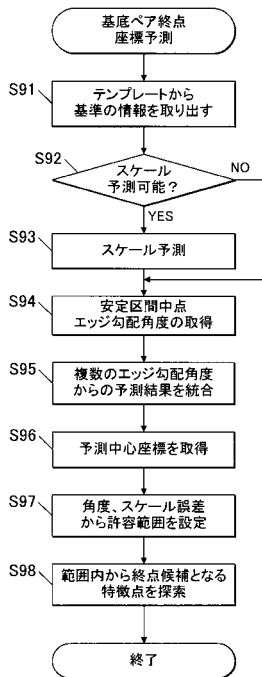 基底ペア終点
座標予測
S91
テンプレートから
基準の情報を取り出す
S92
スケール
予測可能?
NO
YES
S93
スケール予測
S94
安定区間中点
エッジ勾配角度の取得
S95
複数のエッジ勾配角度
からの予測結果を統合
S96
予測中心座標を取得
S97
角度、スケール誤差
から許容範囲を設定
S98
範囲内から終点候補となる
特徴点を探索
終了